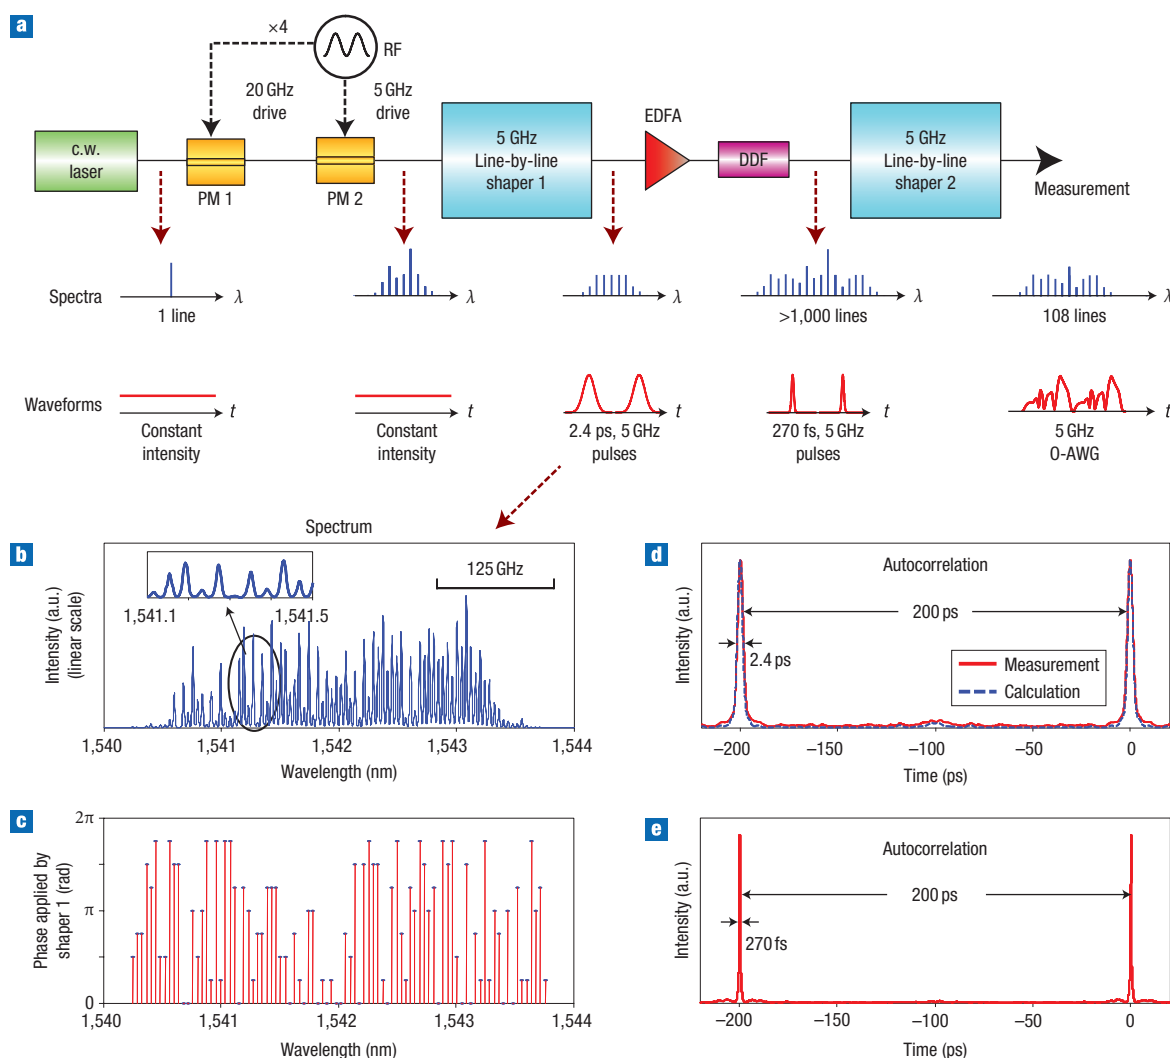 a
×4
RF
20 GHz
drive
5 GHz
drive
c.w.
laser
PM 1
PM 2
5 GHz
Line-by-line
shaper 1
EDFA
DDF
5 GHz
Line-by-line
shaper 2
Measurement
Spectra
λ
λ
λ
λ
λ
1 line
>1,000 lines
108 lines
Waveforms
t
t
t
t
t
Constant
intensity
Constant
intensity
2.4 ps, 5 GHz
pulses
270 fs, 5 GHz
pulses
5 GHz
O-AWG
b
Spectrum
125 GHz
1,541.1
1,541.5
Intensity (a.u.)
(linear scale)
1,540
1,541
1,542
1,543
1,544
Wavelength (nm)
c
2π
π
0
Phase applied by
shaper 1 (rad)
1,540
1,541
1,542
1,543
1,544
Wavelength (nm)
d
Autocorrelation
200 ps
2.4 ps
Measurement
Calculation
Intensity (a.u.)
−200
−150
−100
−50
0
Time (ps)
e
Autocorrelation
200 ps
270 fs
Intensity (a.u.)
−200
−150
−100
−50
0
Time (ps)